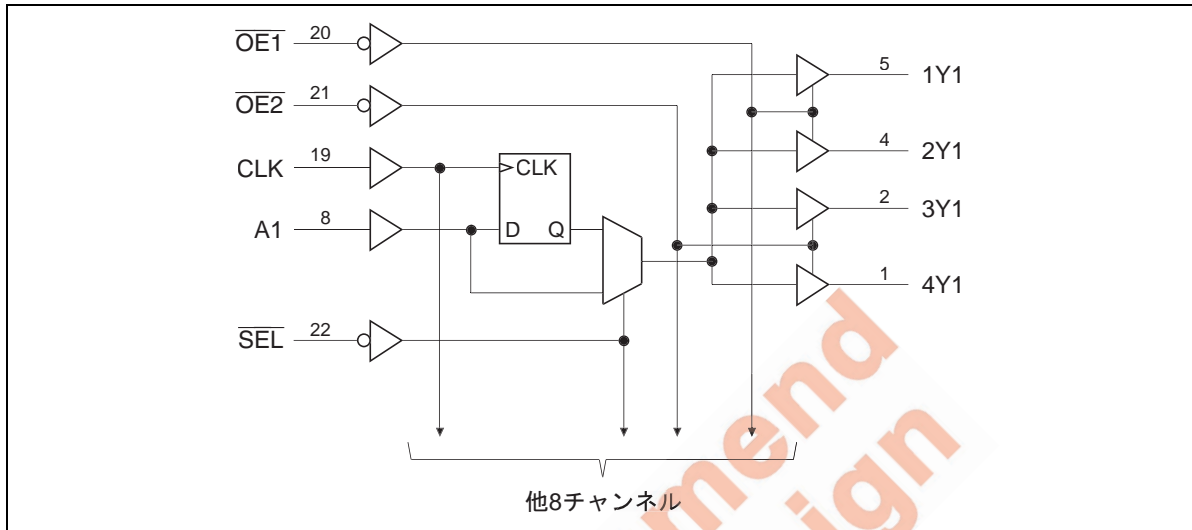 OE1 20
OE2 21
CLK 19
A1 8
SEL 22
CLK
D Q
5 1Y1
4 2Y1
2 3Y1
1 4Y1
他8チャンネル
mend
ign